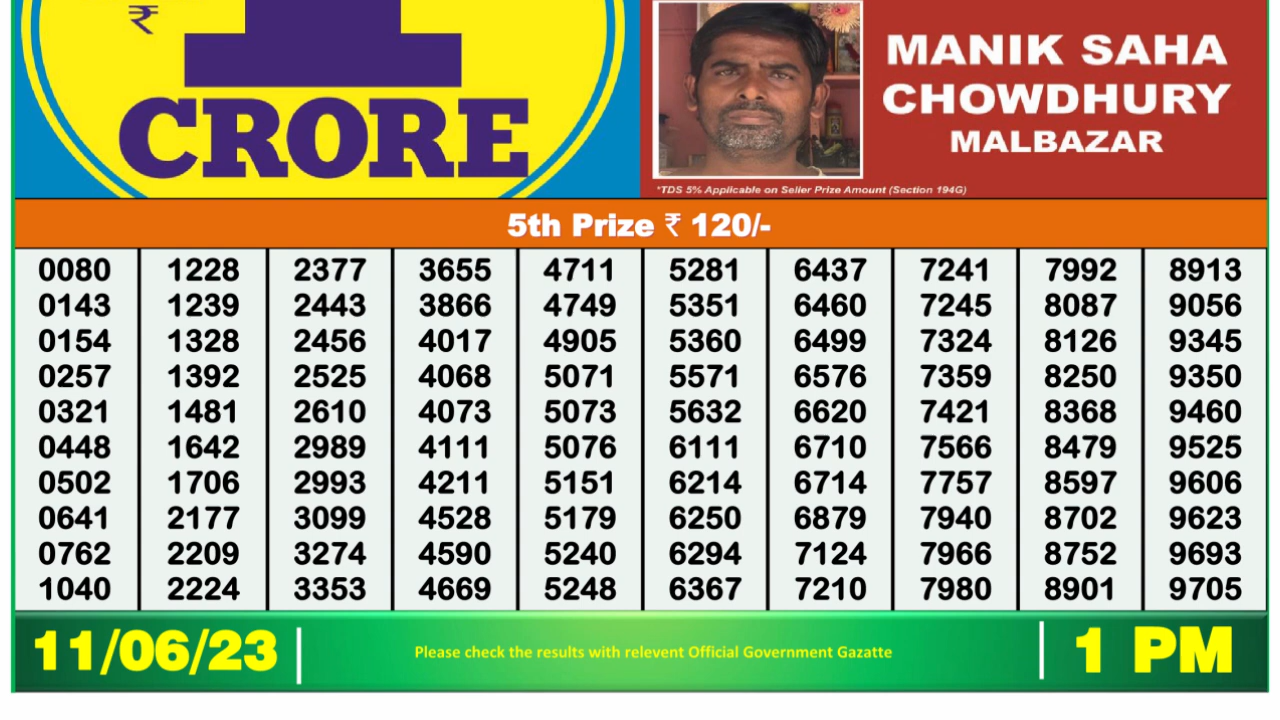 ₹
CRORE
MANIK SAHA
CHOWDHURY
MALBAZAR
*TDS 5% Applicable on Seller Prize Amount (Section 194G)
5th Prize ₹ 120/-
0080 1228 2377 3655 4711 5281 6437 7241 7992 8913
0143 1239 2443 3866 4749 5351 6460 7245 8087 9056
0154 1328 2456 4017 4905 5360 6499 7324 8126 9345
0257 1392 2525 4068 5071 5571 6576 7359 8250 9350
0321 1481 2610 4073 5073 5632 6620 7421 8368 9460
0448 1642 2989 4111 5076 6111 6710 7566 8479 9525
0502 1706 2993 4211 5151 6214 6714 7757 8597 9606
0641 2177 3099 4528 5179 6250 6879 7940 8702 9623
0762 2209 3274 4590 5240 6294 7124 7966 8752 9693
1040 2224 3353 4669 5248 6367 7210 7980 8901 9705
11/06/23 Please check the results with relevent Official Government Gazatte 1 PM